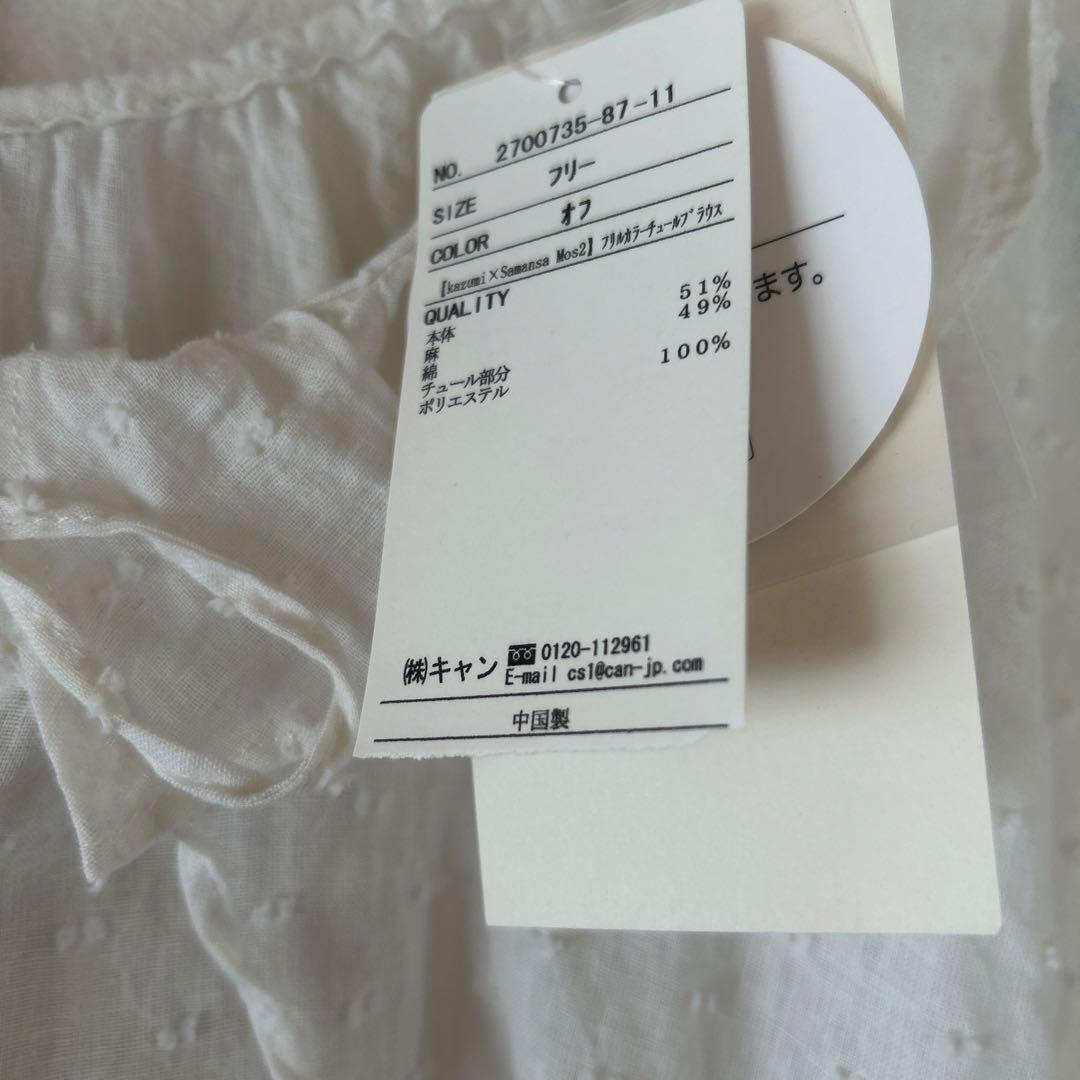 NO. 2700735-87-11
SIZE フリー
COLOR オフ
【kazumi×Samansa Mos2】フリルカラーチュールブラウス
QUALITY
本体
麻 51%
綿 49%
チュール部分
ポリエステル 100%
(株)キャン 0120-112961
E-mail cs1@can-jp.com
中国製
ます。